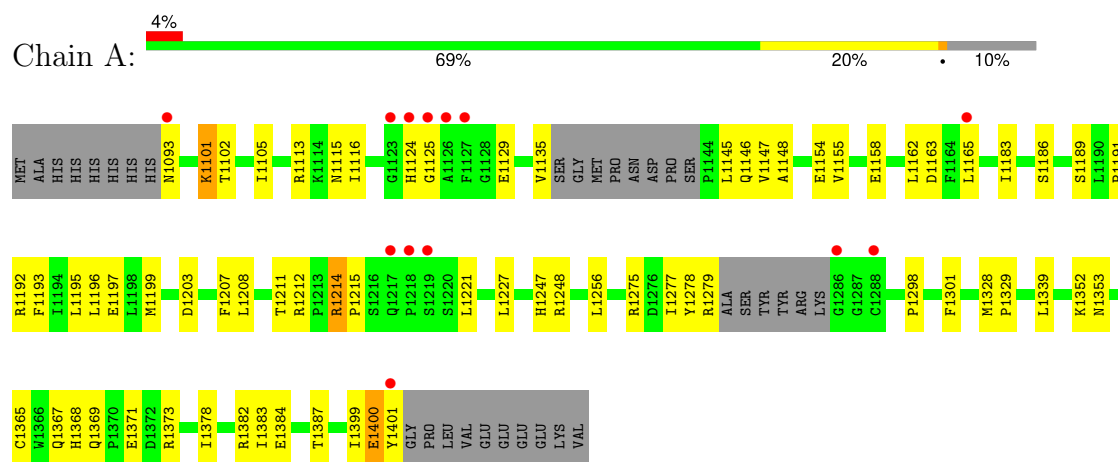 4%
Chain A:
69% 20% • 10%
MET ALA HIS HIS HIS HIS HIS HIS N1093 K1101 T1102 I1105 R1113 K1114 N1115 I1116 G1123 H1124 G1125 A1126 F1127 G1128 E1129 V1135 SER GLY MET PRO ASN ASP PRO SER P1144 L1145 Q1146 V1147 A1148 E1154 V1155 E1158 L1162 D1163 F1164 L1165 I1183 S1186 S1189 L1190 R1191
R1192 F1193 I1194 L1195 L1196 E1197 L1198 M1199 D1203 F1207 L1208 T1211 R1212 P1213 R1214 P1215 S1216 Q1217 P1218 S1219 S1220 L1221 L1227 H1247 R1248 L1256 R1275 D1276 I1277 Y1278 R1279 ALA SER TYR TYR ARG LYS G1286 G1287 C1288 P1298 F1301 M1328 P1329 L1339 K1352 N1353
C1365 W1366 Q1367 H1368 Q1369 P1370 E1371 D1372 R1373 I1378 R1382 I1383 E1384 T1387 I1399 E1400 Y1401 GLY PRO LEU VAL GLU GLU GLU GLU LYS VAL